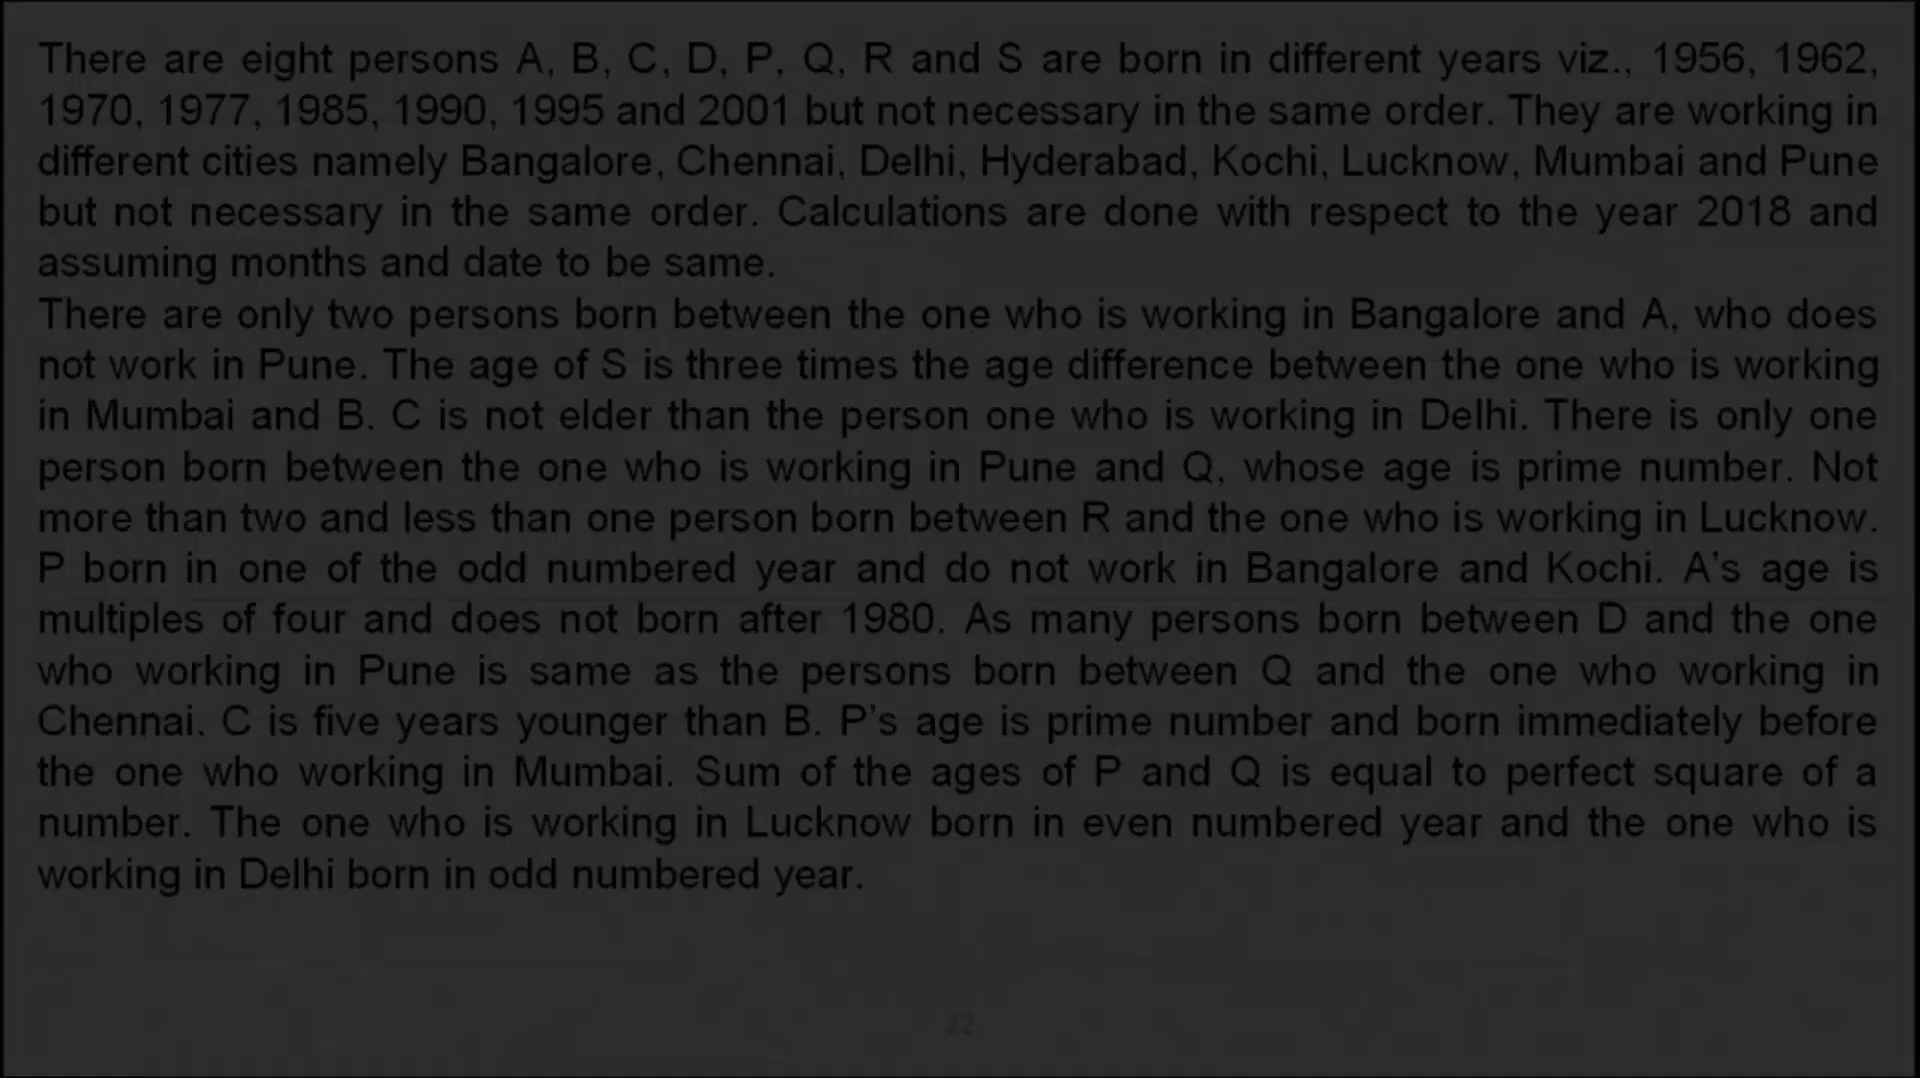 There are eight persons A, B, C, D, P, Q, R and S are born in different years viz., 1956, 1962,
1970, 1977, 1985, 1990, 1995 and 2001 but not necessary in the same order. They are working in
different cities namely Bangalore, Chennai, Delhi, Hyderabad, Kochi, Lucknow, Mumbai and Pune
but not necessary in the same order. Calculations are done with respect to the year 2018 and
assuming months and date to be same.
There are only two persons born between the one who is working in Bangalore and A, who does
not work in Pune. The age of S is three times the age difference between the one who is working
in Mumbai and B. C is not elder than the person one who is working in Delhi. There is only one
person born between the one who is working in Pune and Q, whose age is prime number. Not
more than two and less than one person born between R and the one who is working in Lucknow.
P born in one of the odd numbered year and do not work in Bangalore and Kochi. A's age is
multiples of four and does not born after 1980. As many persons born between D and the one
who working in Pune is same as the persons born between Q and the one who working in
Chennai. C is five years younger than B. P's age is prime number and born immediately before
the one who working in Mumbai. Sum of the ages of P and Q is equal to perfect square of a
number. The one who is working in Lucknow born in even numbered year and the one who is
working in Delhi born in odd numbered year.
22